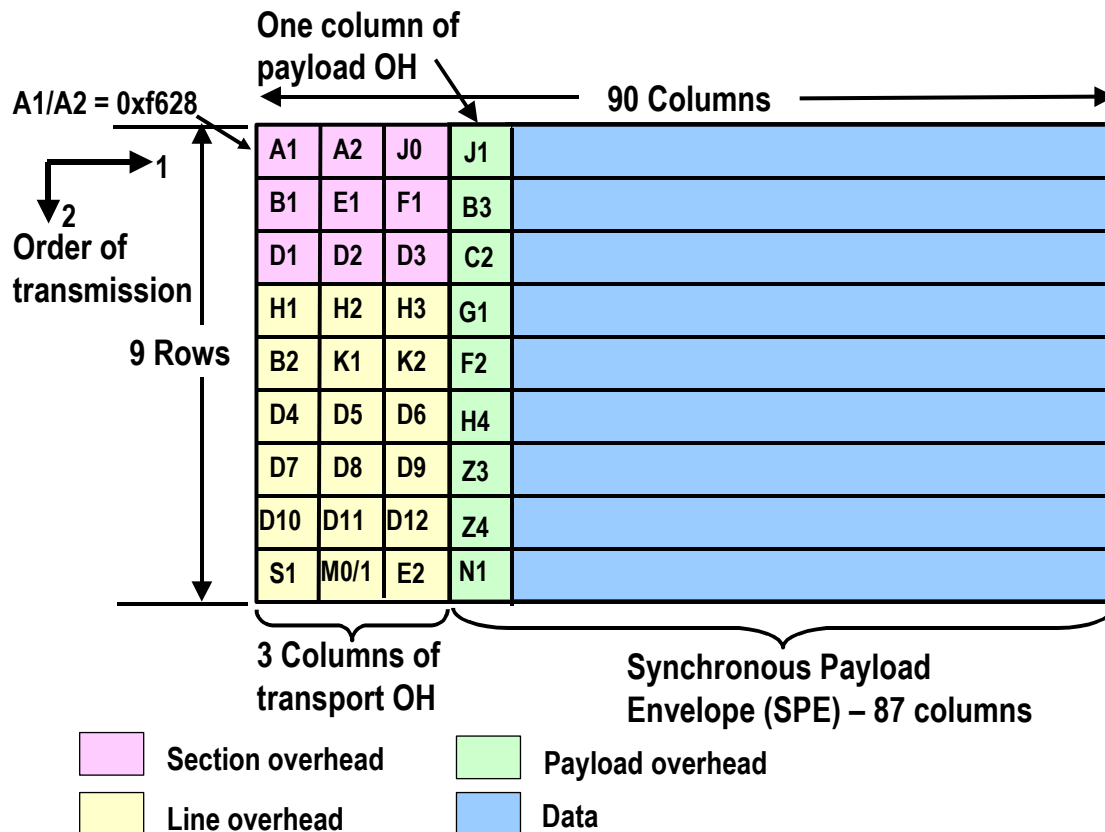 One column of
payload OH
A1/A2 = 0xf628
90 Columns
1
2
Order of
transmission
9 Rows
A1 A2 J0 J1
B1 E1 F1 B3
D1 D2 D3 C2
H1 H2 H3 G1
B2 K1 K2 F2
D4 D5 D6 H4
D7 D8 D9 Z3
D10 D11 D12 Z4
S1 M0/1 E2 N1
3 Columns of
transport OH
Synchronous Payload
Envelope (SPE) – 87 columns
Section overhead
Payload overhead
Line overhead
Data